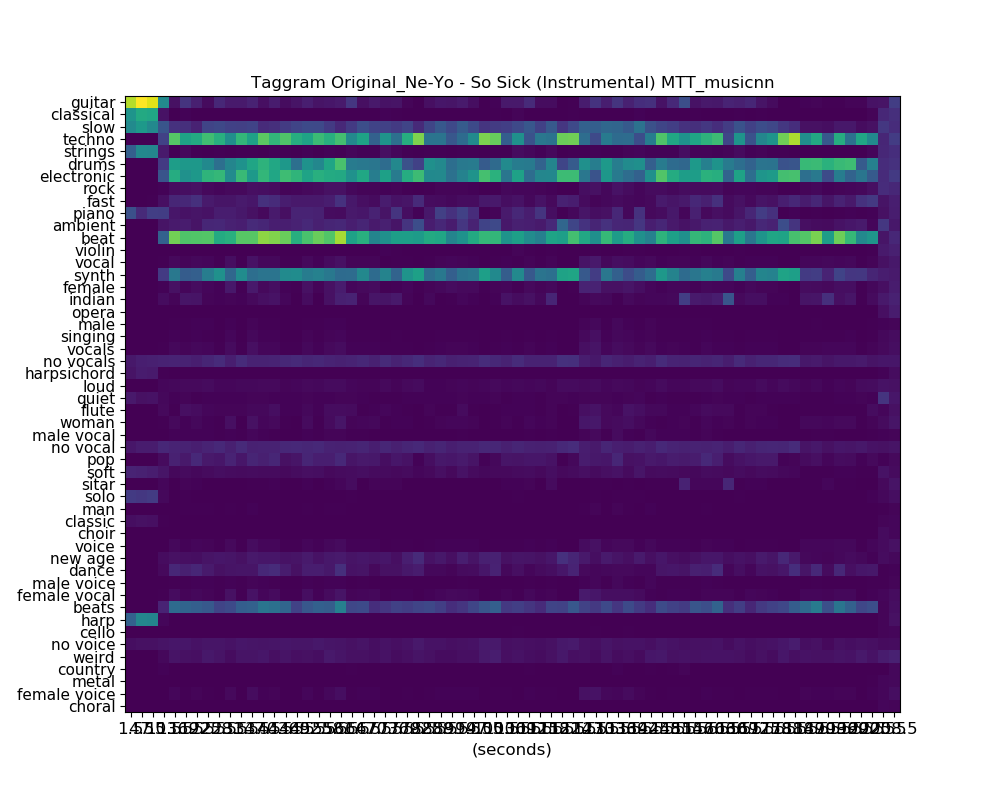 Taggram Original_Ne-Yo - So Sick (Instrumental) MTT_musicnn
guitar
classical
slow
techno
strings
drums
electronic
rock
fast
piano
ambient
beat
violin
vocal
synth
female
indian
opera
male
singing
vocals
no vocals
harpsichord
loud
quiet
flute
woman
male vocal
no vocal
pop
soft
sitar
solo
man
classic
choir
voice
new age
dance
male voice
female vocal
beats
harp
cello
no voice
weird
country
metal
female voice
choral
(seconds)